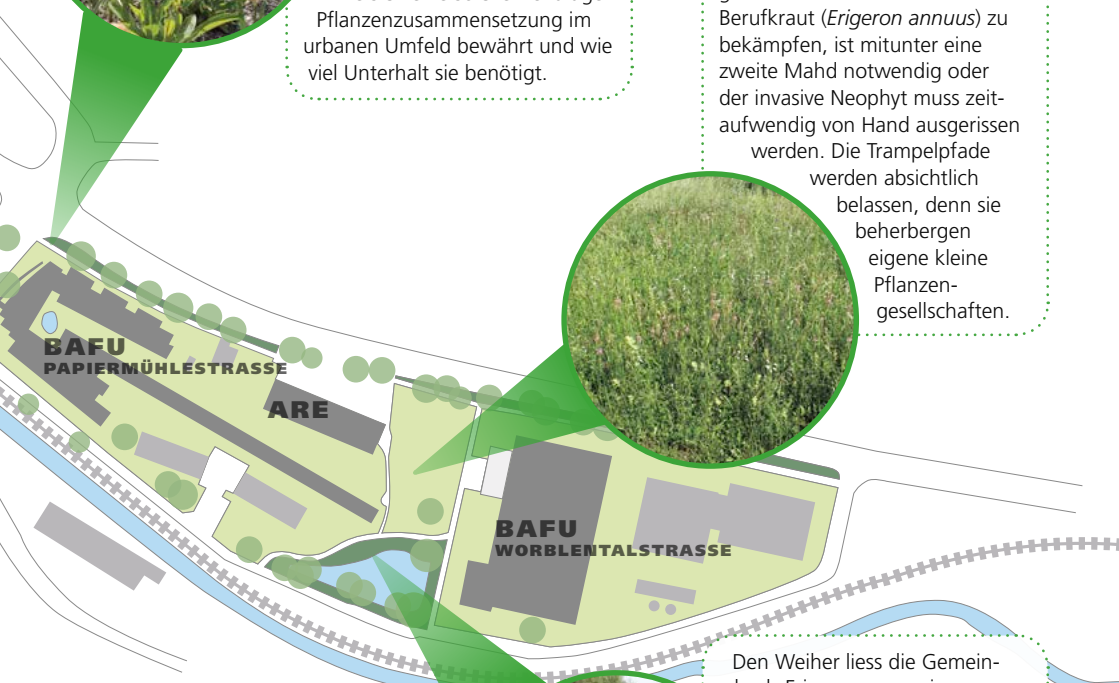 Pflanzenzusammensetzung im
urbanen Umfeld bewährt und wie
viel Unterhalt sie benötigt.
Berufkraut (Erigeron annuus) zu
bekämpfen, ist mitunter eine
zweite Mahd notwendig oder
der invasive Neophyt muss zeit-
aufwendig von Hand ausgerissen
werden. Die Trampelpfade
werden absichtlich
belassen, denn sie
beherbergen
eigene kleine
Pflanzen-
gesellschaften.
BAFU
PAPIERMÜHLESTRASSE
ARE
BAFU
WORBLENTALSTRASSE
Den Weiher liess die Gemein-